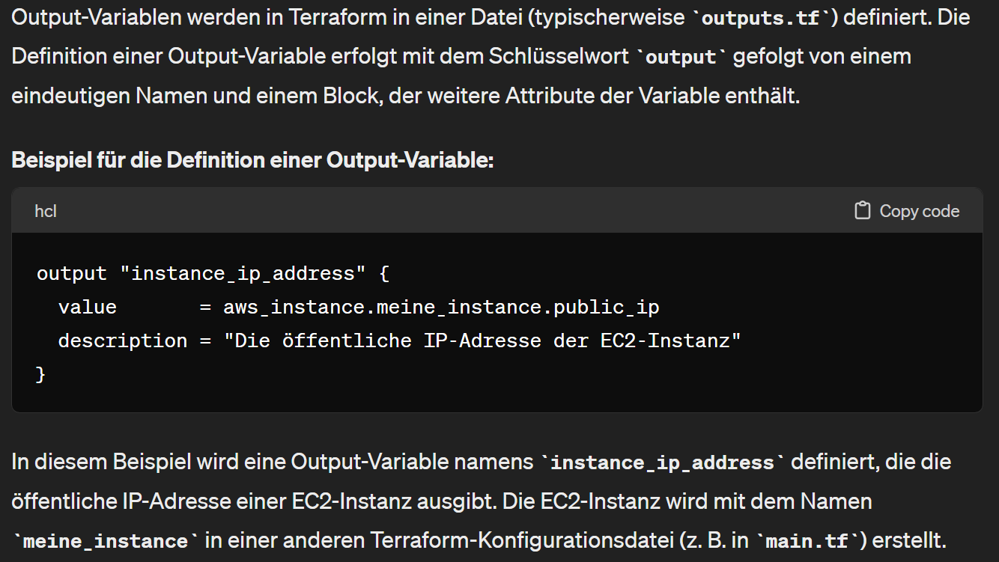 Output-Variablen werden in Terraform in einer Datei (typischerweise `outputs.tf`) definiert. Die
Definition einer Output-Variable erfolgt mit dem Schlüsselwort `output` gefolgt von einem
eindeutigen Namen und einem Block, der weitere Attribute der Variable enthält.
Beispiel für die Definition einer Output-Variable:
hcl Copy code
output "instance_ip_address" {
  value       = aws_instance.meine_instance.public_ip
  description = "Die öffentliche IP-Adresse der EC2-Instanz"
}
In diesem Beispiel wird eine Output-Variable namens `instance_ip_address` definiert, die die
öffentliche IP-Adresse einer EC2-Instanz ausgibt. Die EC2-Instanz wird mit dem Namen
`meine_instance` in einer anderen Terraform-Konfigurationsdatei (z. B. in `main.tf`) erstellt.